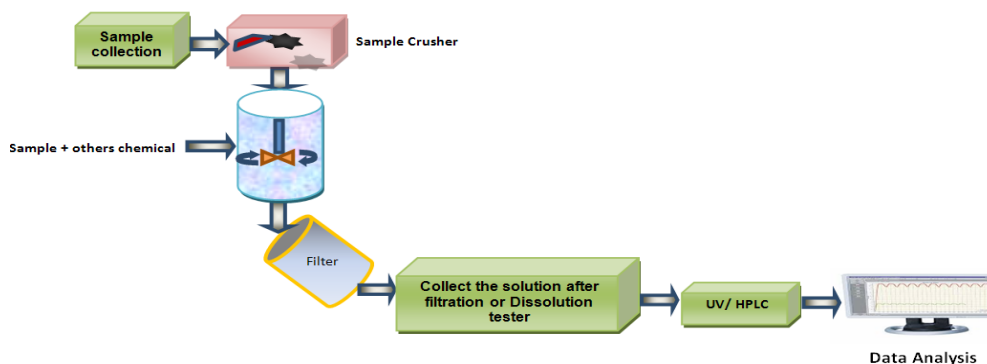 Sample
collection
Sample Crusher
Sample + others chemical
Filter
Collect the solution after
filtration or Dissolution
tester
UV/ HPLC
Data Analysis